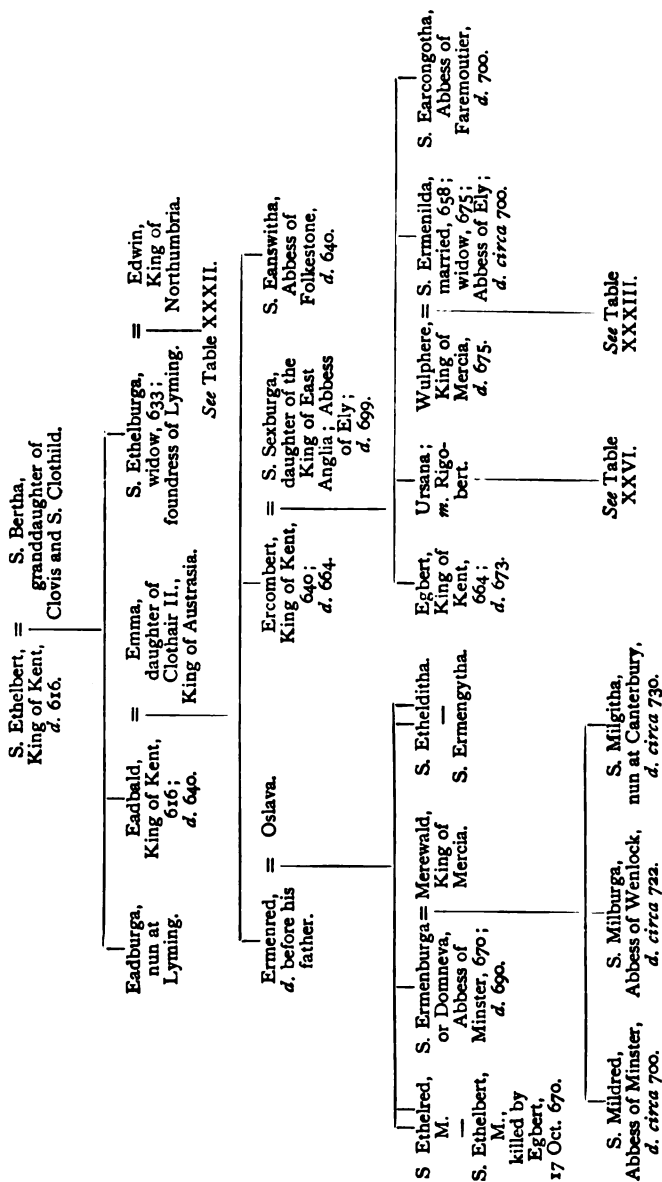 S. Ethelbert,
King of Kent,
d. 616.
=
S. Bertha,
granddaughter of
Clovis and S. Clothild.
Eadburga,
nun at
Lyming.
Eadbald,
King of Kent,
616;
d. 640.
=
Emma,
daughter of
Clothair II.,
King of Austrasia.
S. Ethelburga,
widow, 633;
foundress of Lyming.
=
Edwin,
King of
Northumbria.
See Table XXXII.
Ermenred,
d. before his
father.
=
Oslava.
Ercombert,
King of Kent,
640;
d. 664.
=
S. Sexburga,
daughter of the
King of East
Anglia; Abbess
of Ely;
d. 699.
S. Eanswitha,
Abbess of
Folkestone,
d. 640.
S Ethelred,
M.
—
S. Ethelbert,
M.,
killed by
Egbert,
17 Oct. 670.
S. Ermenburga
or Domneva,
Abbess of
Minster, 670;
d. 690.
=
Merewald,
King of
Mercia.
S. Ethelditha.
—
S. Ermengytha.
Egbert,
King of
Kent,
664;
d. 673.
Ursana;
m. Rigo-
bert.
See Table
XXVI.
Wulphere,
King of
Mercia,
d. 675.
=
S. Ermenilda,
married, 658;
widow, 675;
Abbess of Ely;
d. circa 700.
See Table
XXXIII.
S. Earcongotha,
Abbess of
Faremoutier,
d. 700.
S. Mildred,
Abbess of Minster,
d. circa 700.
S. Milburga,
Abbess of Wenlock,
d. circa 722.
S. Milgitha,
nun at Canterbury,
d. circa 730.